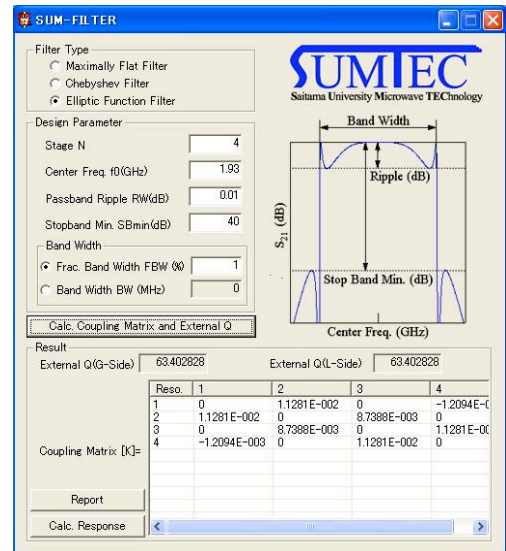 SUM-FILTER
Filter Type
Maximally Flat Filter
Chebyshev Filter
Elliptic Function Filter
SUMTEC
Saitama University Microwave TEChnology
Design Parameter
Stage N 4
Center Freq. f0(GHz) 1.93
Passband Ripple RW(dB) 0.01
Stopband Min. SBmin(dB) 40
Band Width
Frac. Band Width FBW (%) 1
Band Width BW (MHz) 0
Calc. Coupling Matrix and External Q
Band Width
Ripple (dB)
S21 (dB)
Stop Band Min. (dB)
Center Freq. (GHz)
Result
External Q(G-Side) 63.402828 External Q(L-Side) 63.402828
Coupling Matrix [K]=
Reso. 1 2 3 4
1 0 1.1281E-002 0 -1.2094E-0
2 1.1281E-002 0 8.7388E-003 0
3 0 8.7388E-003 0 1.1281E-00
4 -1.2094E-003 0 1.1281E-002 0
Report
Calc. Response